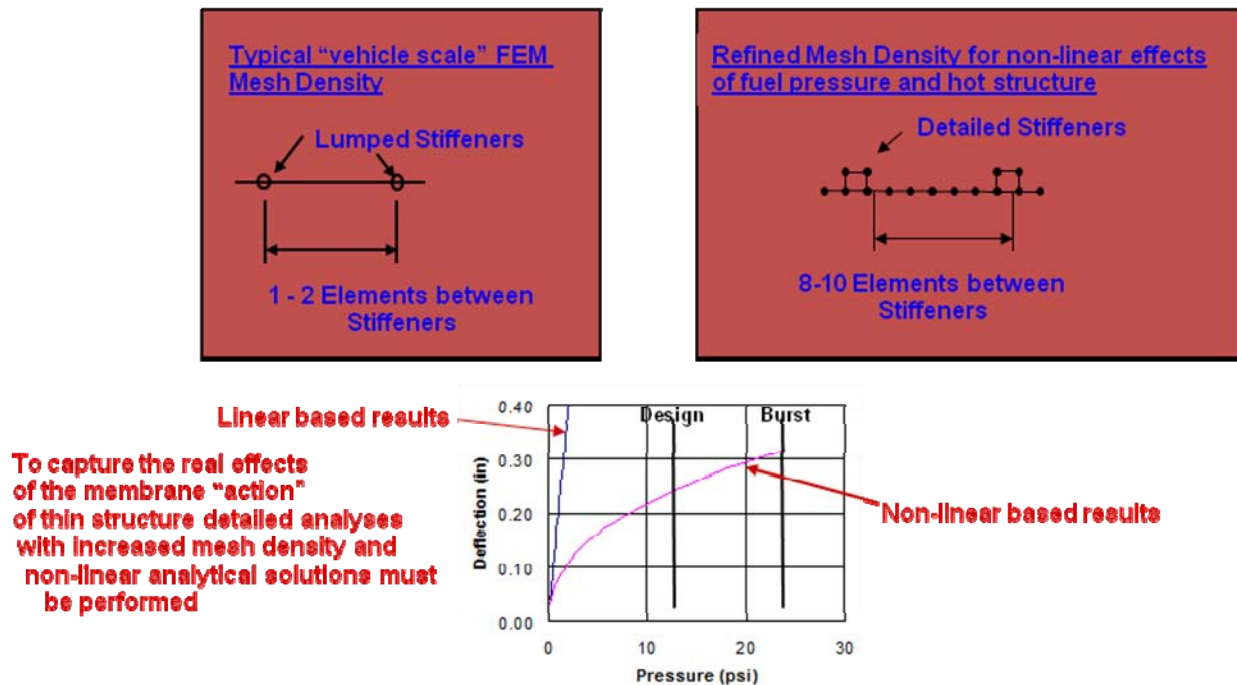 Typical “vehicle scale” FEM
Mesh Density
Lumped Stiffeners
1 - 2 Elements between
Stiffeners
Refined Mesh Density for non-linear effects
of fuel pressure and hot structure
Detailed Stiffeners
8-10 Elements between
Stiffeners
Linear based results
To capture the real effects
of the membrane “action”
of thin structure detailed analyses
with increased mesh density and
non-linear analytical solutions must
be performed
Deflection (in)
0.40
0.30
0.20
0.10
0.00
Design
Burst
0
10
20
30
Pressure (psi)
Non-linear based results